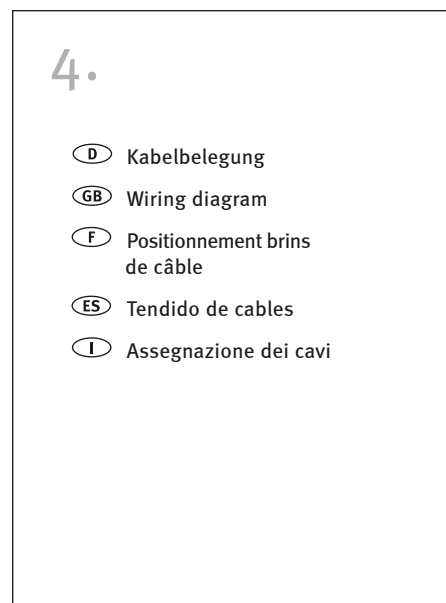 4.
D Kabelbelegung
GB Wiring diagram
F Positionnement brins
de câble
ES Tendido de cables
I Assegnazione dei cavi